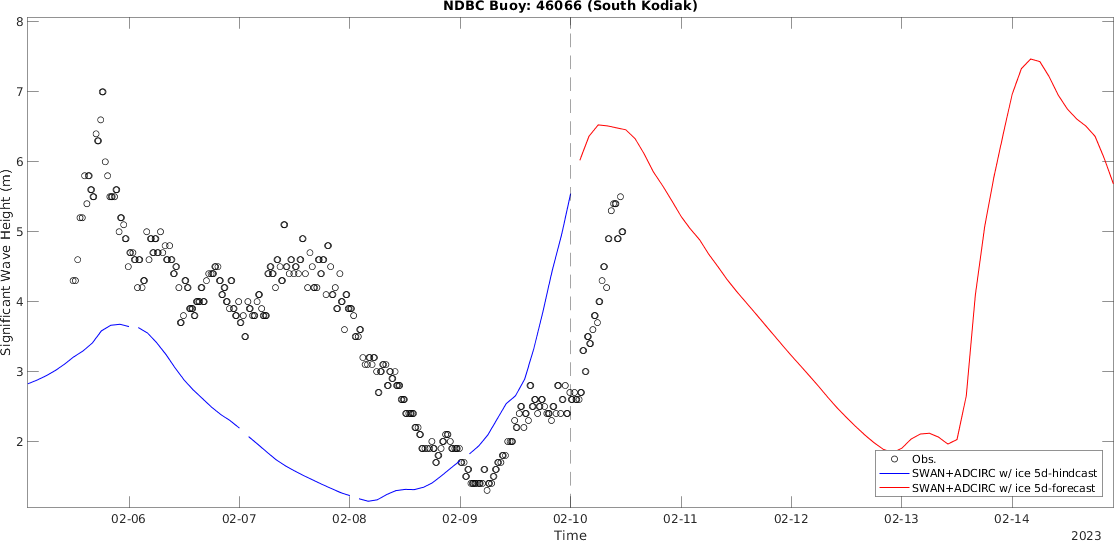 NDBC Buoy: 46066 (South Kodiak)
8
7
6
5
4
3
2
Significant Wave Height (m)
Obs.
SWAN+ADCIRC w/ ice 5d-hindcast
SWAN+ADCIRC w/ ice 5d-forecast
02-06 02-07 02-08 02-09 02-10 02-11 02-12 02-13 02-14
Time
2023